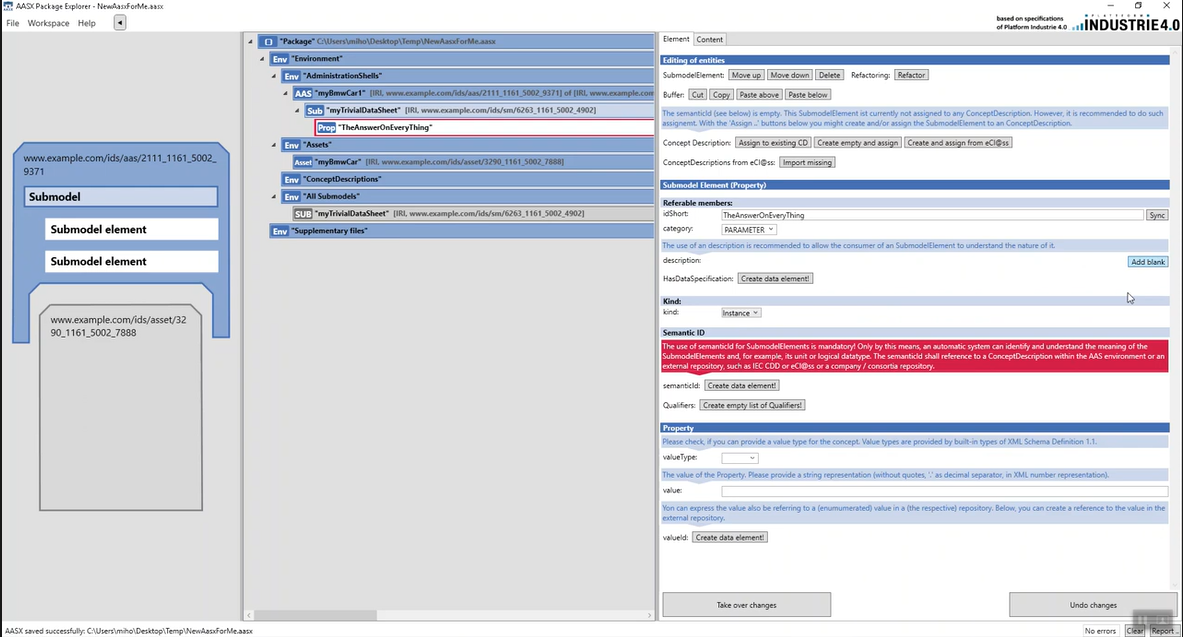 AASX Package Explorer - NewAasxForMe.aasx
File Workspace Help
based on specifications
of Platform Industrie 4.0
PLATTFORM
INDUSTRIE4.0
www.example.com/ids/aas/2111_1161_5002_
9371
Submodel
Submodel element
Submodel element
www.example.com/ids/asset/32
90_1161_5002_7888
"Package" C:\Users\miho\Desktop\Temp\NewAasxForMe.aasx
Env "Environment"
Env "AdministrationShells"
AAS "myBmwCar1" [IRI, www.example.com/ids/aas/2111_1161_5002_9371] of [IRI, www.example.com
Sub "myTrivialDataSheet" [IRI, www.example.com/ids/sm/6263_1161_5002_4902]
Prop "TheAnswerOnEveryThing"
Env "Assets"
Asset "myBmwCar" [IRI, www.example.com/ids/asset/3290_1161_5002_7888]
Env "ConceptDescriptions"
Env "All Submodels"
SUB "myTrivialDataSheet" [IRI, www.example.com/ids/sm/6263_1161_5002_4902]
Env "Supplementary files"
Element Content
Editing of entities
SubmodelElement: Move up Move down Delete Refactoring: Refactor
Buffer: Cut Copy Paste above Paste below
The semanticId (see below) is empty. This SubmodelElement ist currently not assigned to any ConceptDescription. However, it is recommended to do such
assignemt. With the 'Assign ..' buttons below you might create and/or assign the SubmodelElement to an ConceptDescription.
Concept Description: Assign to existing CD Create empty and assign Create and assign from eCl@ss
ConceptDescriptions from eCl@ss: Import missing
Submodel Element (Property)
Referable members:
idShort: TheAnswerOnEveryThing Sync
category: PARAMETER
The use of an description is recommended to allow the consumer of an SubmodelElement to understand the nature of it.
description: Add blank
HasDataSpecification: Create data element!
Kind:
kind: Instance
Semantic ID
The use of semanticId for SubmodelElements is mandatory! Only by this means, an automatic system can identify and understand the meaning of the
SubmodelElements and, for example, its unit or logical datatype. The semanticId shall reference to a ConceptDescription within the AAS environment or an
external repository, such as IEC CDD or eCl@ss or a company / consortia repository.
semanticId: Create data element!
Qualifiers: Create empty list of Qualifiers!
Property
Please check, if you can provide a value type for the concept. Value types are provided by built-in types of XML Schema Definition 1.1.
valueType:
The value of the Property. Please provide a string representation (without quotes, '.' as decimal separator, in XML number representation).
value:
Yon can express the value also be referring to a (enumumerated) value in a (the respective) repository. Below, you can create a reference to the value in the
external repository.
valueId: Create data element!
Take over changes Undo changes
AASX saved successfully: C:\Users\miho\Desktop\Temp\NewAasxForMe.aasx
No errors Clear Report ..